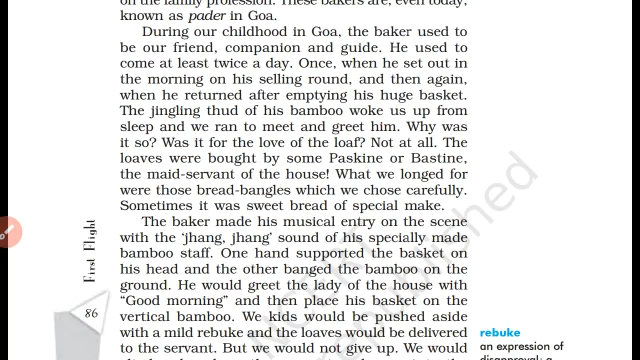 on the family profession. These bakers are, even today,
known as pader in Goa.
During our childhood in Goa, the baker used to
be our friend, companion and guide. He used to
come at least twice a day. Once, when he set out in
the morning on his selling round, and then again,
when he returned after emptying his huge basket.
The jingling thud of his bamboo woke us up from
sleep and we ran to meet and greet him. Why was
it so? Was it for the love of the loaf? Not at all. The
loaves were bought by some Paskine or Bastine,
the maid-servant of the house! What we longed for
were those bread-bangles which we chose carefully.
Sometimes it was sweet bread of special make.
The baker made his musical entry on the scene
with the ‘jhang, jhang’ sound of his specially made
bamboo staff. One hand supported the basket on
his head and the other banged the bamboo on the
ground. He would greet the lady of the house with
“Good morning” and then place his basket on the
vertical bamboo. We kids would be pushed aside
with a mild rebuke and the loaves would be delivered
to the servant. But we would not give up. We would
First Flight
86
rebuke
an expression of
disapproval; a